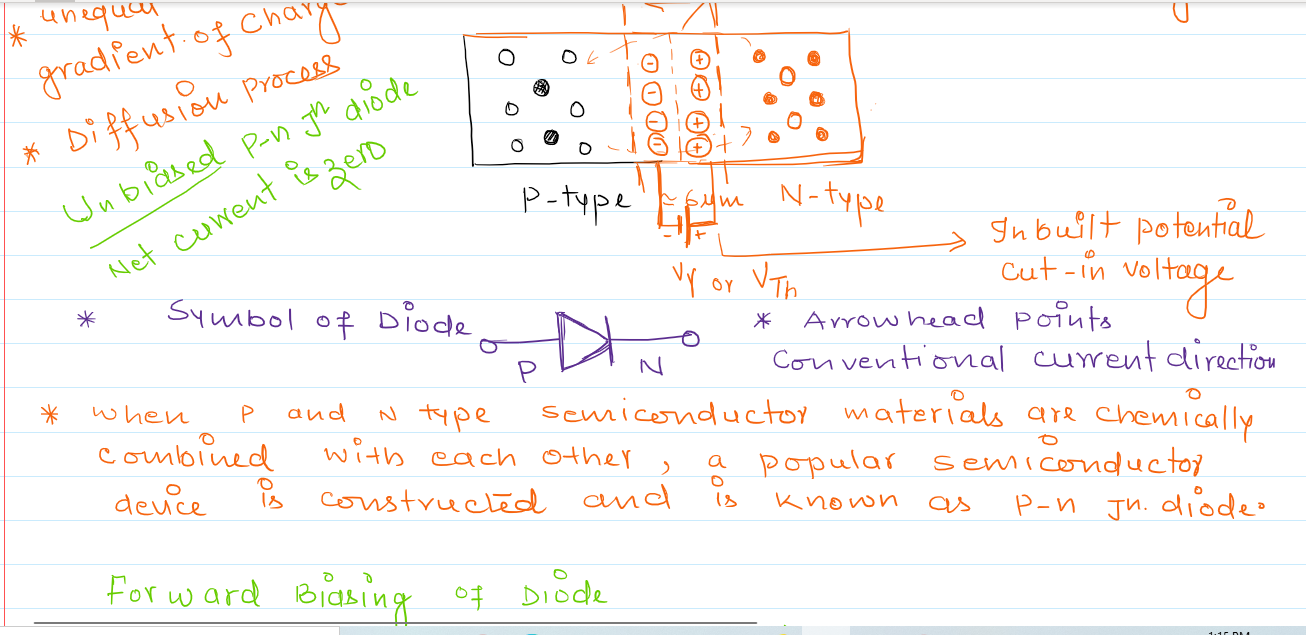 * unequal
gradient of Charge
* Diffusion Process
Unbiased P-n Jn diode
Net current is zero
P-type
≈ 6μm
N-type
- +
Vγ or VTh
Inbuilt potential
Cut-in voltage
* Symbol of Diode
P N
* Arrowhead points
Conventional current direction
* when P and N type semiconductor materials are chemically
combined with each other, a popular semiconductor
device is constructed and is known as P-n Jn. diode.
Forward Biasing of Diode